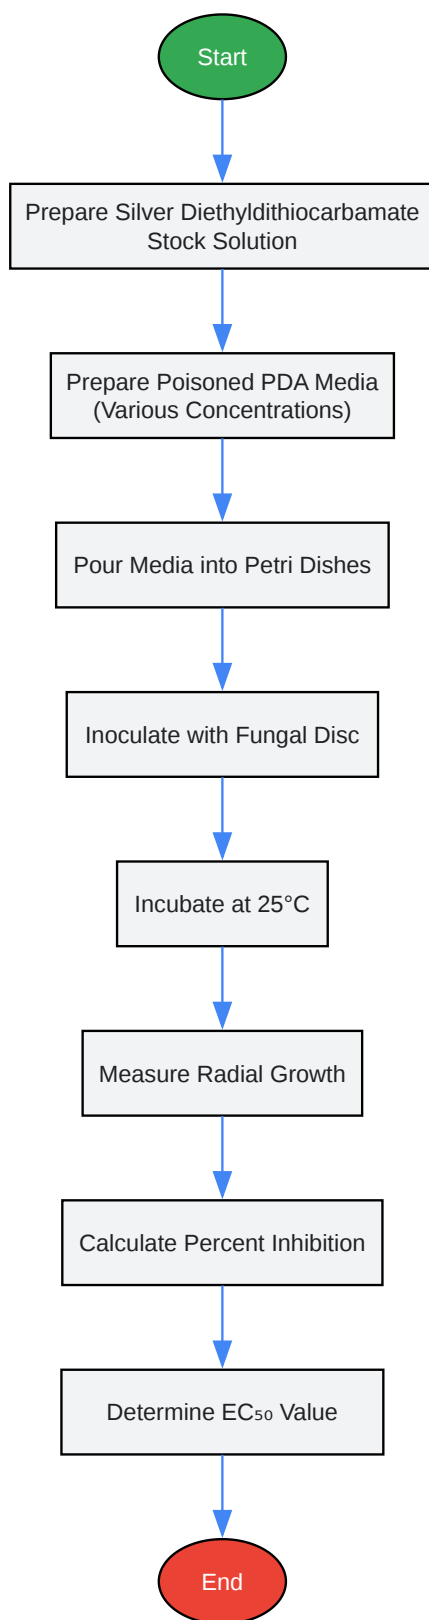 Start
Prepare Silver Diethyldithiocarbamate
Stock Solution
Prepare Poisoned PDA Media
(Various Concentrations)
Pour Media into Petri Dishes
Inoculate with Fungal Disc
Incubate at 25°C
Measure Radial Growth
Calculate Percent Inhibition
Determine EC₅₀ Value
End